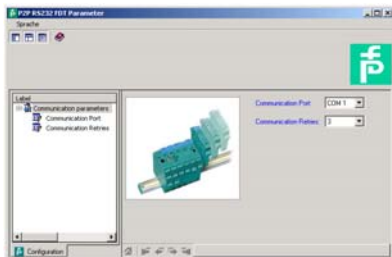 P2P RS232 FDT Parameter
Sprache
Label
Communication parameters
Communication Port
Communication Retries
Communication Port COM 1
Communication Retries 3
Configuration